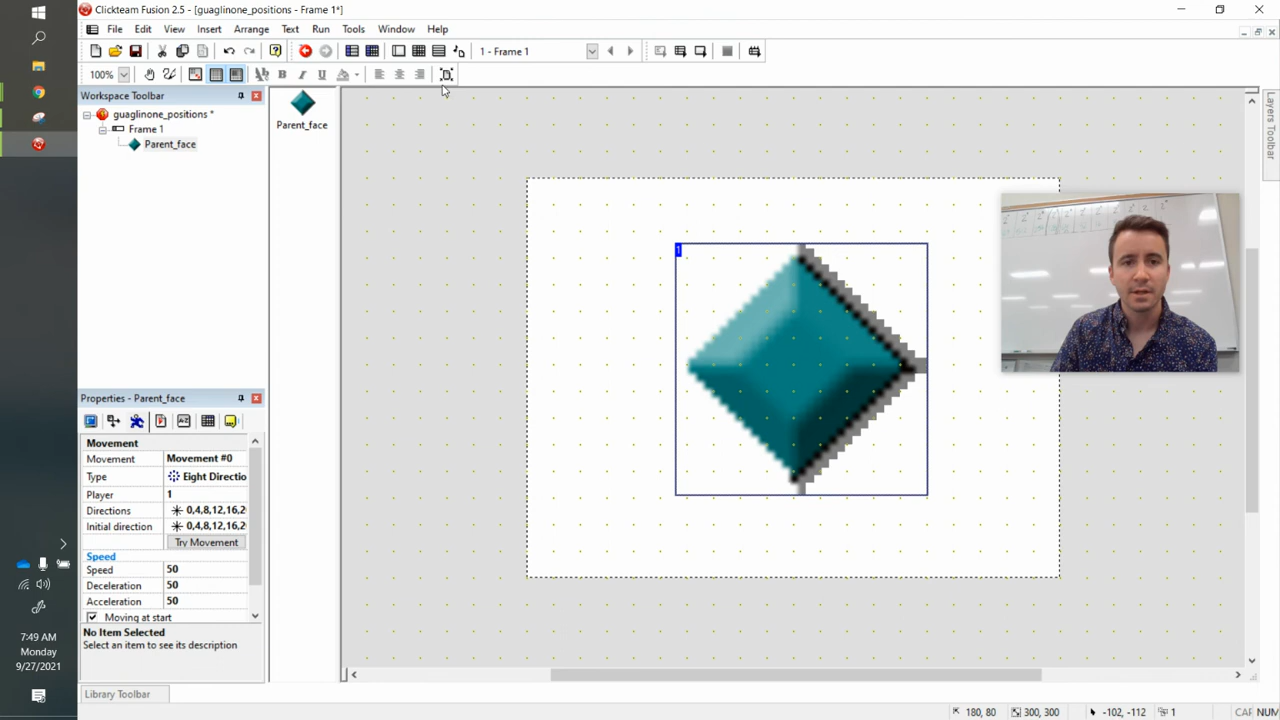 Clickteam Fusion 2.5 - [guaglinone_positions - Frame 1*]
File Edit View Insert Arrange Text Run Tools Window Help
1 - Frame 1
100%
B I U
Workspace Toolbar
guaglinone_positions *
Frame 1
Parent_face
Parent_face
1
Layers Toolbar
Properties - Parent_face
Movement
Movement Movement #0
Type Eight Directio
Player 1
Directions 0,4,8,12,16,2
Initial direction 0,4,8,12,16,2
Try Movement
Speed
Speed 50
Deceleration 50
Acceleration 50
Moving at start
No Item Selected
Select an item to see its description
Library Toolbar
7:49 AM
Monday
9/27/2021
180, 80 300, 300 -102, -112 1 CAP NUM